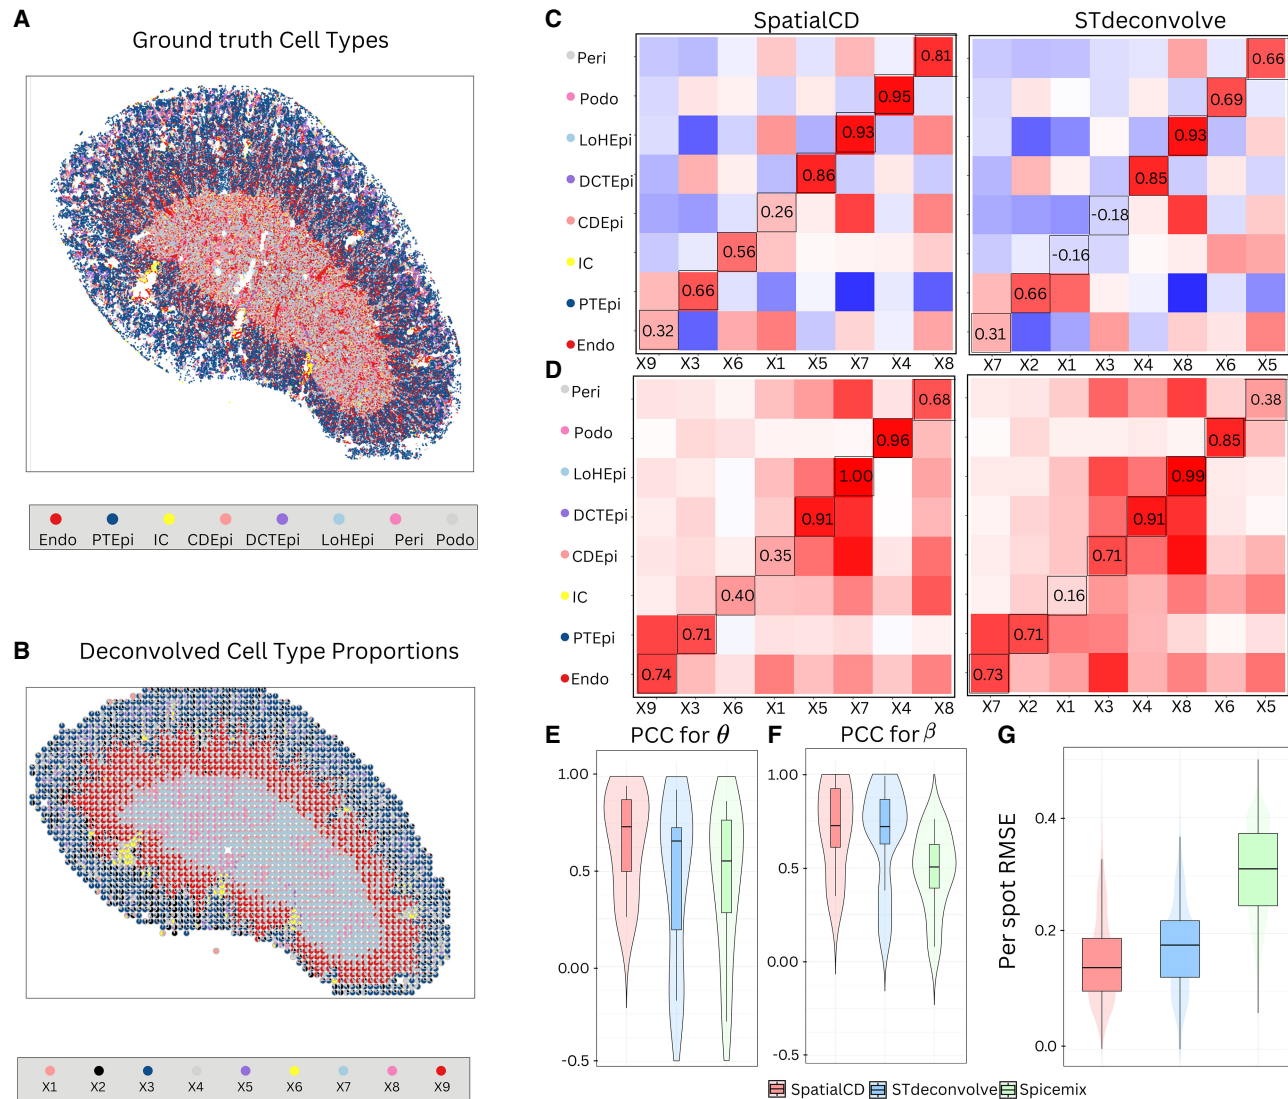 A
Ground truth Cell Types
Endo PTEpi IC CDEpi DCTEpi LoHEpi Peri Podo
B
Deconvolved Cell Type Proportions
X1 X2 X3 X4 X5 X6 X7 X8 X9
C
SpatialCD STdeconvolve
Peri 0.81 0.66
Podo 0.95 0.69
LoHEpi 0.93 0.93
DCTEpi 0.86 0.85
CDEpi 0.26 -0.18
IC 0.56 -0.16
PTEpi 0.66 0.66
Endo 0.32 0.31
X9 X3 X6 X1 X5 X7 X4 X8 X7 X2 X1 X3 X4 X8 X6 X5
D
Peri 0.68 0.38
Podo 0.96 0.85
LoHEpi 1.00 0.99
DCTEpi 0.91 0.91
CDEpi 0.35 0.71
IC 0.40 0.16
PTEpi 0.71 0.71
Endo 0.74 0.73
X9 X3 X6 X1 X5 X7 X4 X8 X7 X2 X1 X3 X4 X8 X6 X5
E
PCC for θ
1.00
0.5
0.00
-0.5
F
PCC for β
1.00
0.5
0.00
-0.5
G
Per spot RMSE
0.4
0.2
0.0
SpatialCD STdeconvolve Spicemix